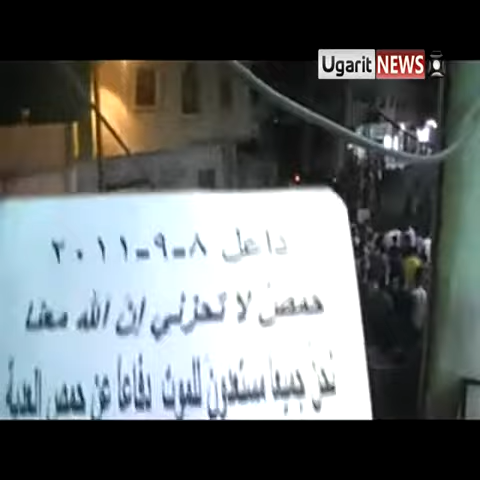 Ugarit NEWS
داعل ٨-٩-٢٠١١
حمص لا تحزني إن الله معنا
نحن جميعا مستعدون للموت دفاعا عن حمص العدية